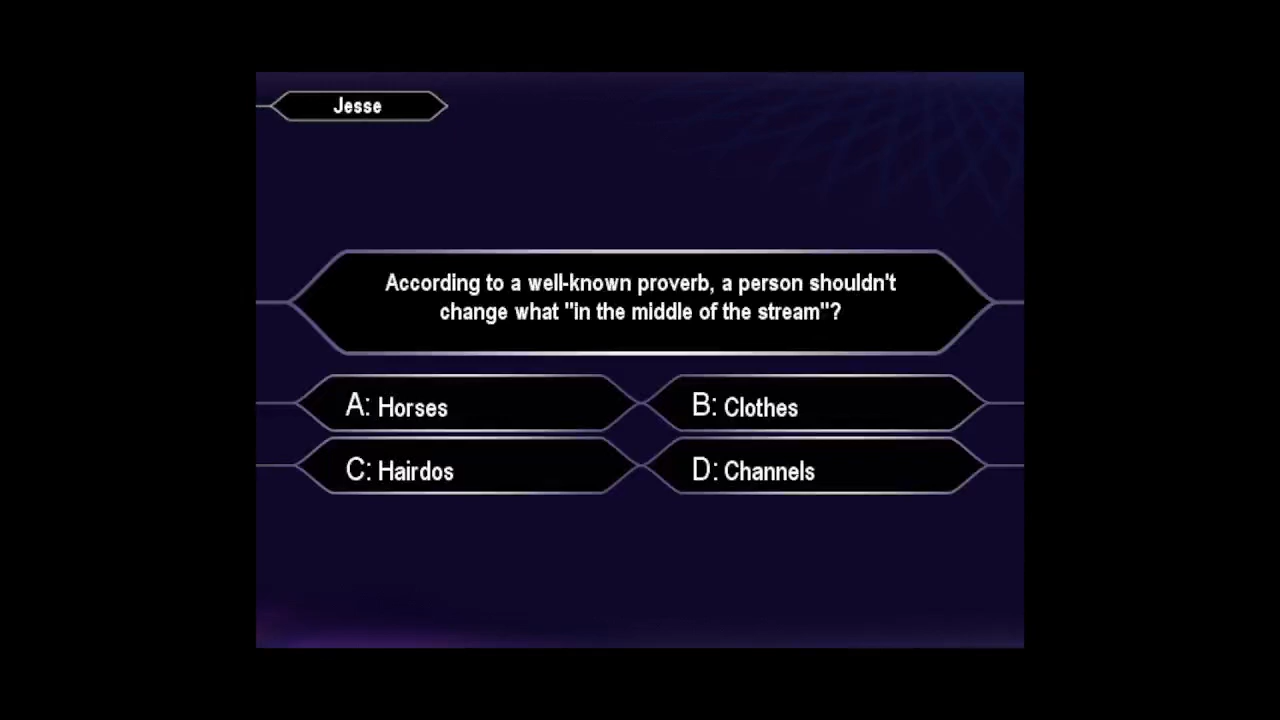 Jesse
According to a well-known proverb, a person shouldn't
change what "in the middle of the stream"?
A: Horses
B: Clothes
C: Hairdos
D: Channels